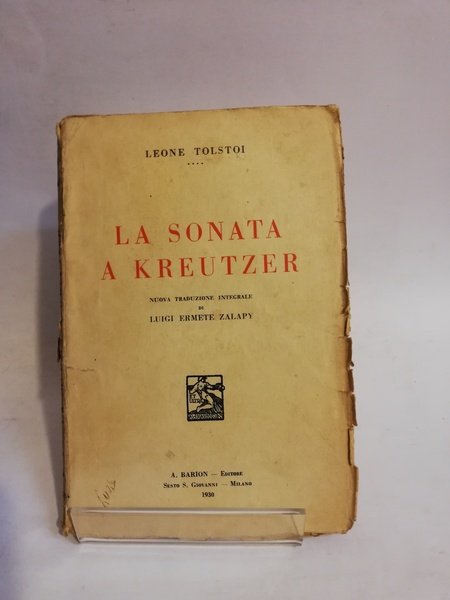 LEONE TOLSTOI
....
LA SONATA
A KREUTZER
NUOVA TRADUZIONE INTEGRALE
DI
LUIGI ERMETE ZALAPY
A. BARION — EDITORE
SESTO S. GIOVANNI — MILANO
1930